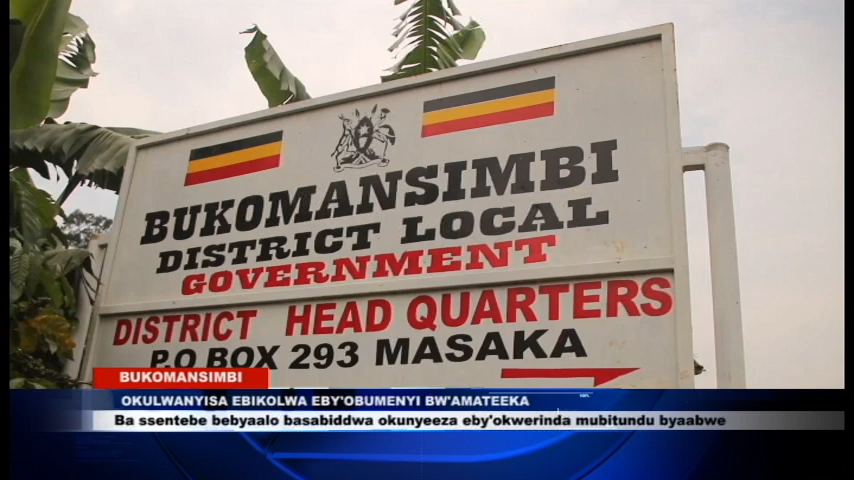 BUKOMANSIMBI
DISTRICT LOCAL
GOVERNMENT
DISTRICT HEAD QUARTERS
P.O BOX 293 MASAKA
BUKOMANSIMBI
OKULWANYISA EBIKOLWA EBY'OBUMENYI BW'AMATEEKA
Ba ssentebe bebyaalo basabiddwa okunyeeza eby'okwerinda mubitundu byaabwe